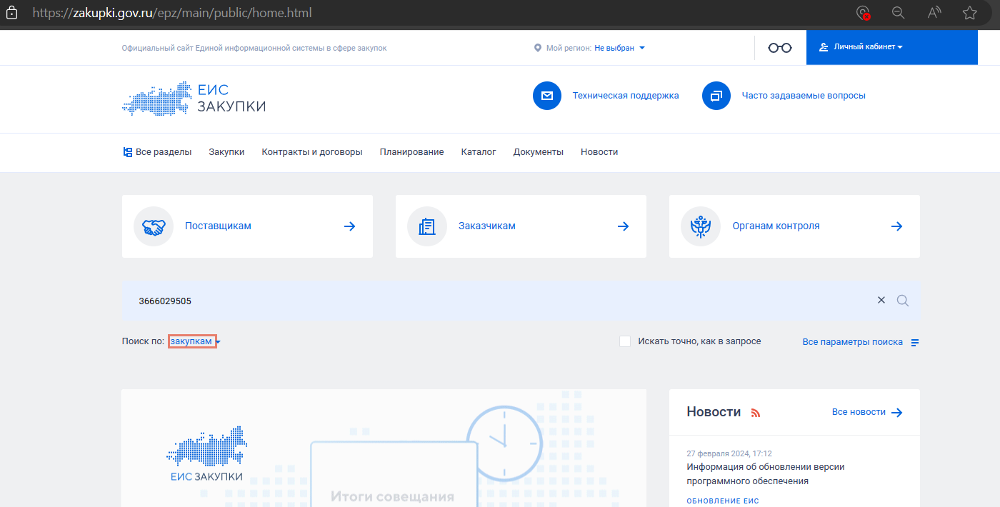 https://zakupki.gov.ru/epz/main/public/home.html
Официальный сайт Единой информационной системы в сфере закупок
Мой регион: Не выбран
Личный кабинет
ЕИС
ЗАКУПКИ
Техническая поддержка
Часто задаваемые вопросы
Все разделы Закупки Контракты и договоры Планирование Каталог Документы Новости
Поставщикам
Заказчикам
Органам контроля
3666029505
Поиск по: закупкам
Искать точно, как в запросе
Все параметры поиска
ЕИС ЗАКУПКИ
Итоги совещания
Новости
Все новости
27 февраля 2024, 17:12
Информация об обновлении версии
программного обеспечения
ОБНОВЛЕНИЕ ЕИС